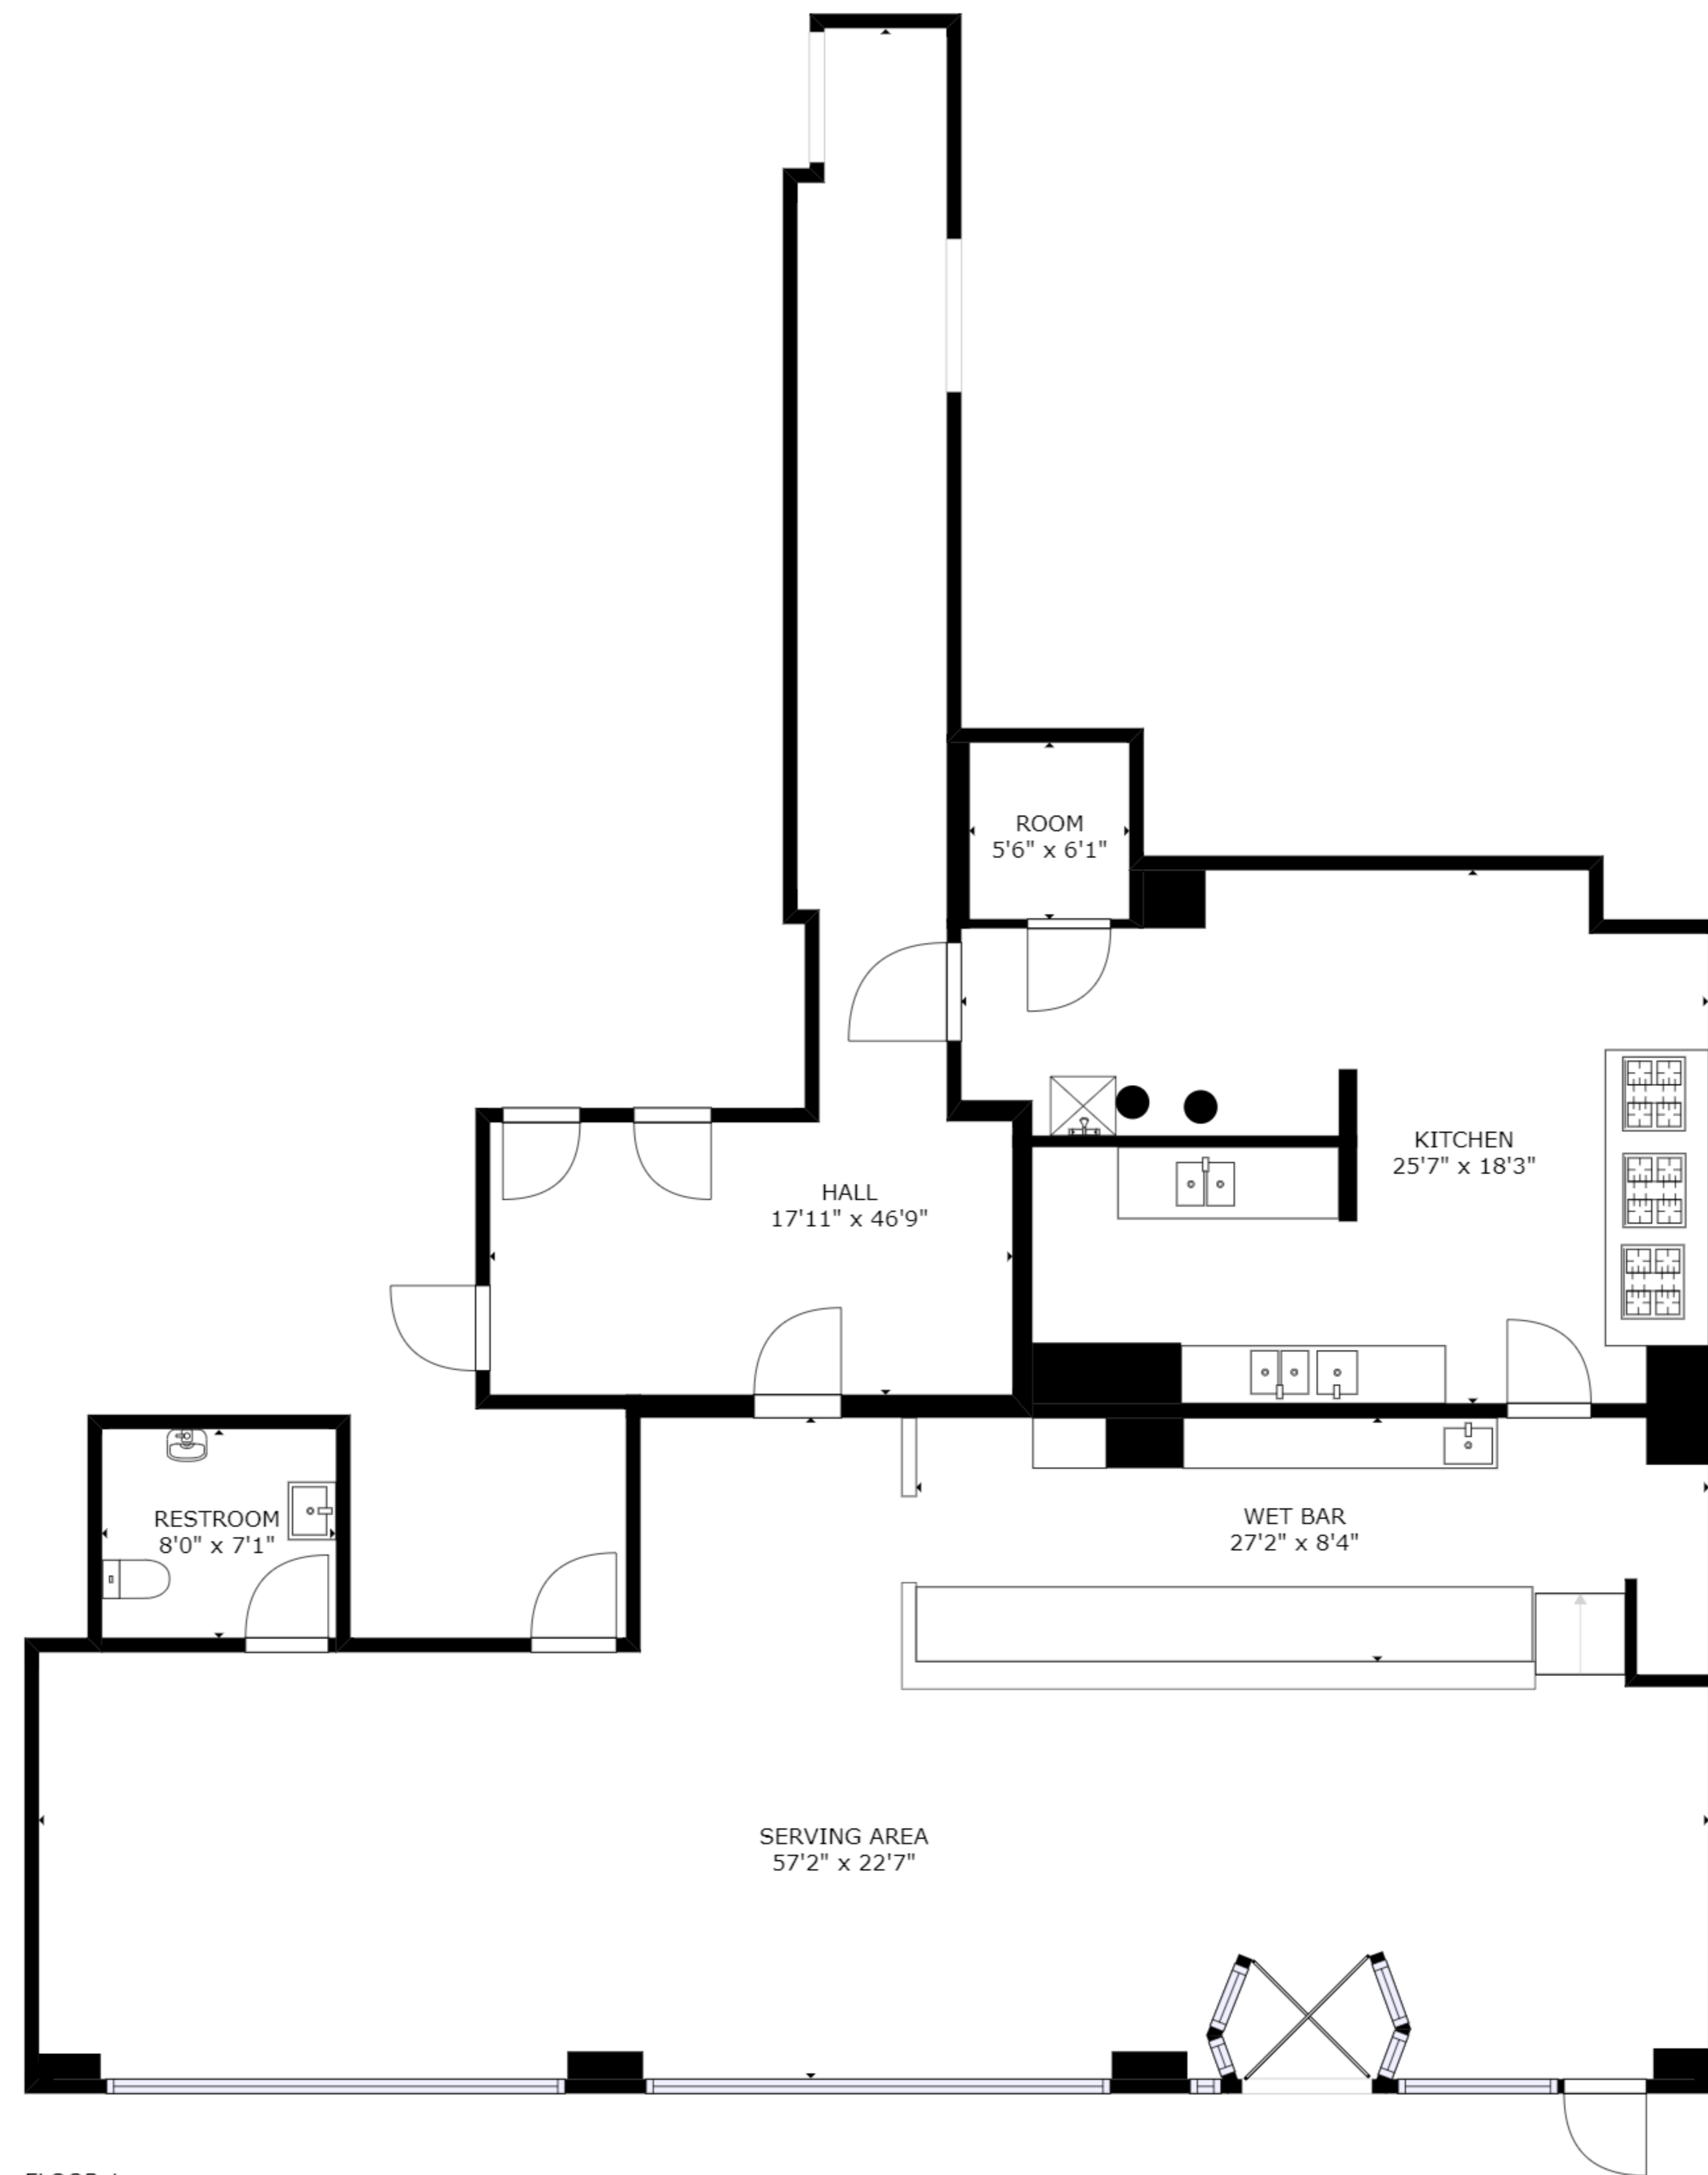 ROOM
5'6" x 6'1"
KITCHEN
25'7" x 18'3"
HALL
17'11" x 46'9"
RESTROOM
8'0" x 7'1"
WET BAR
27'2" x 8'4"
SERVING AREA
57'2" x 22'7"